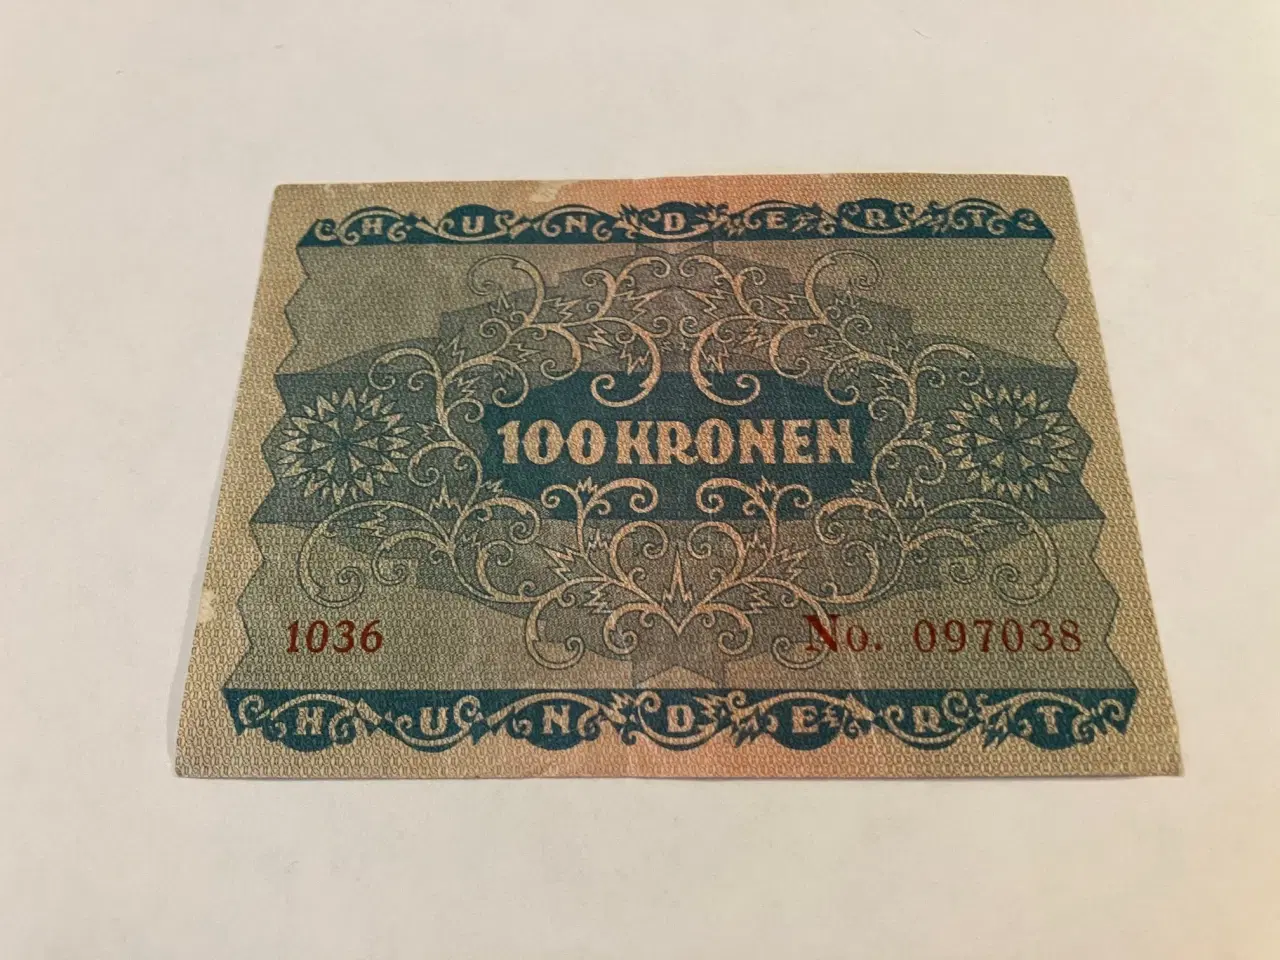 HUNDERT
100 KRONEN
1036 No. 097038
HUNDERT